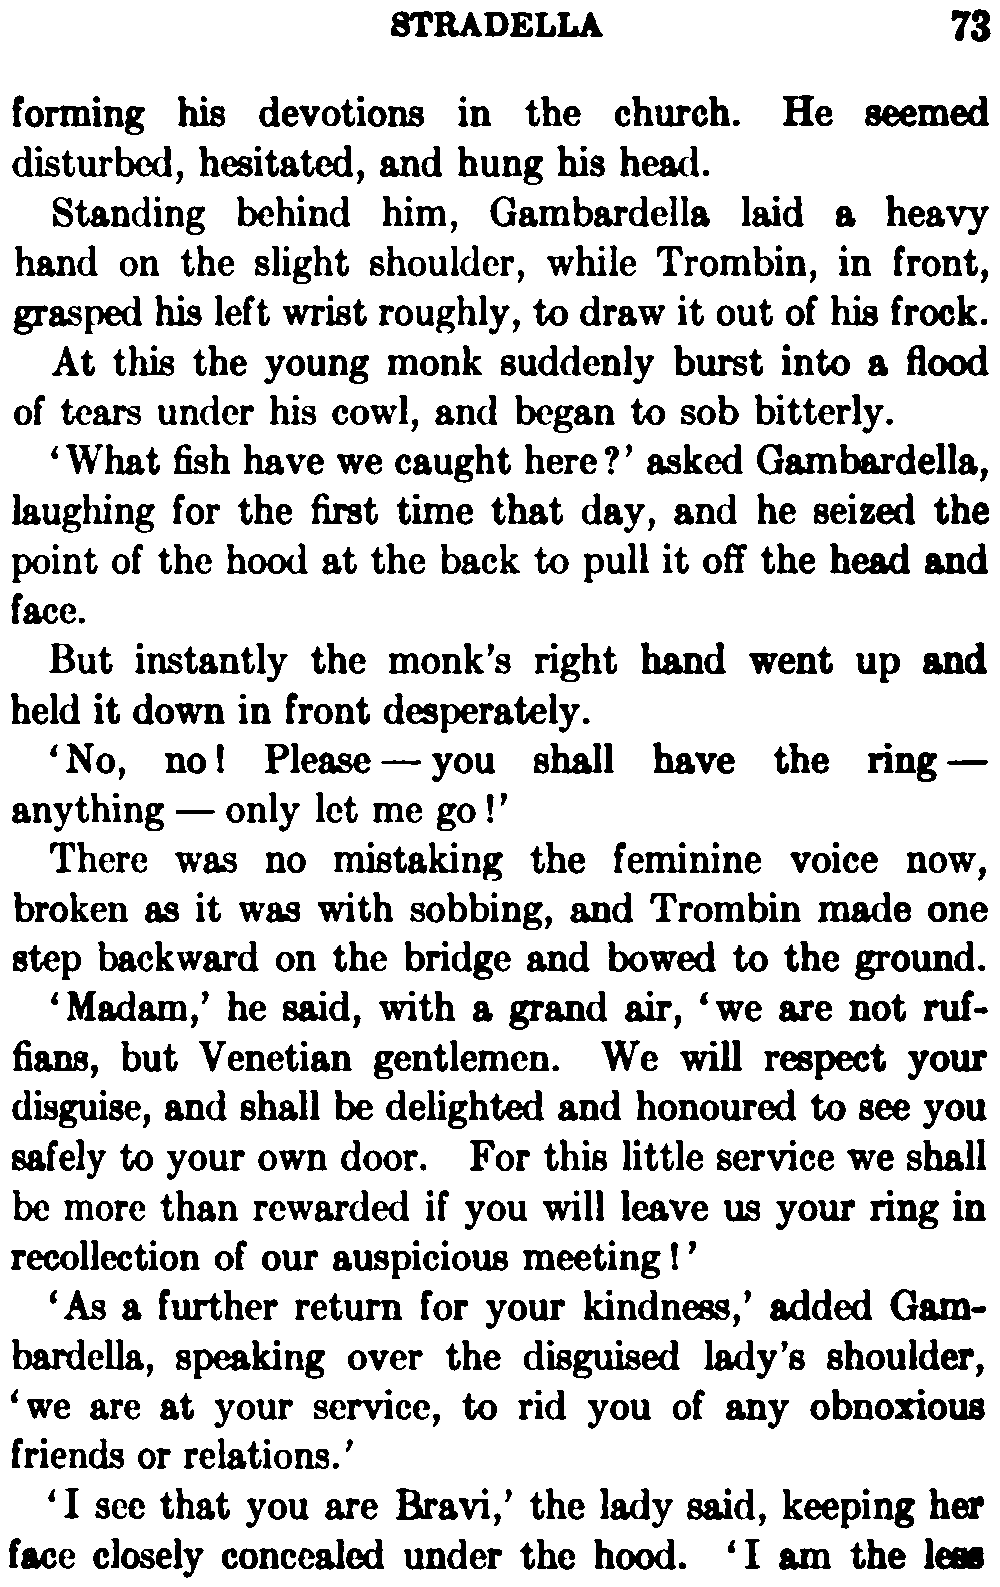 STRADELLA 73
forming his devotions in the church. He seemed
disturbed, hesitated, and hung his head.
Standing behind him, Gambardella laid a heavy
hand on the slight shoulder, while Trombin, in front,
grasped his left wrist roughly, to draw it out of his frock.
At this the young monk suddenly burst into a flood
of tears under his cowl, and began to sob bitterly.
‘What fish have we caught here?’ asked Gambardella,
laughing for the first time that day, and he seized the
point of the hood at the back to pull it off the head and
face.
But instantly the monk’s right hand went up and
held it down in front desperately.
‘No, no! Please — you shall have the ring —
anything — only let me go!’
There was no mistaking the feminine voice now,
broken as it was with sobbing, and Trombin made one
step backward on the bridge and bowed to the ground.
‘Madam,’ he said, with a grand air, ‘we are not ruf-
fians, but Venetian gentlemen. We will respect your
disguise, and shall be delighted and honoured to see you
safely to your own door. For this little service we shall
be more than rewarded if you will leave us your ring in
recollection of our auspicious meeting!’
‘As a further return for your kindness,’ added Gam-
bardella, speaking over the disguised lady’s shoulder,
‘we are at your service, to rid you of any obnoxious
friends or relations.’
‘I see that you are Bravi,’ the lady said, keeping her
face closely concealed under the hood. ‘I am the less